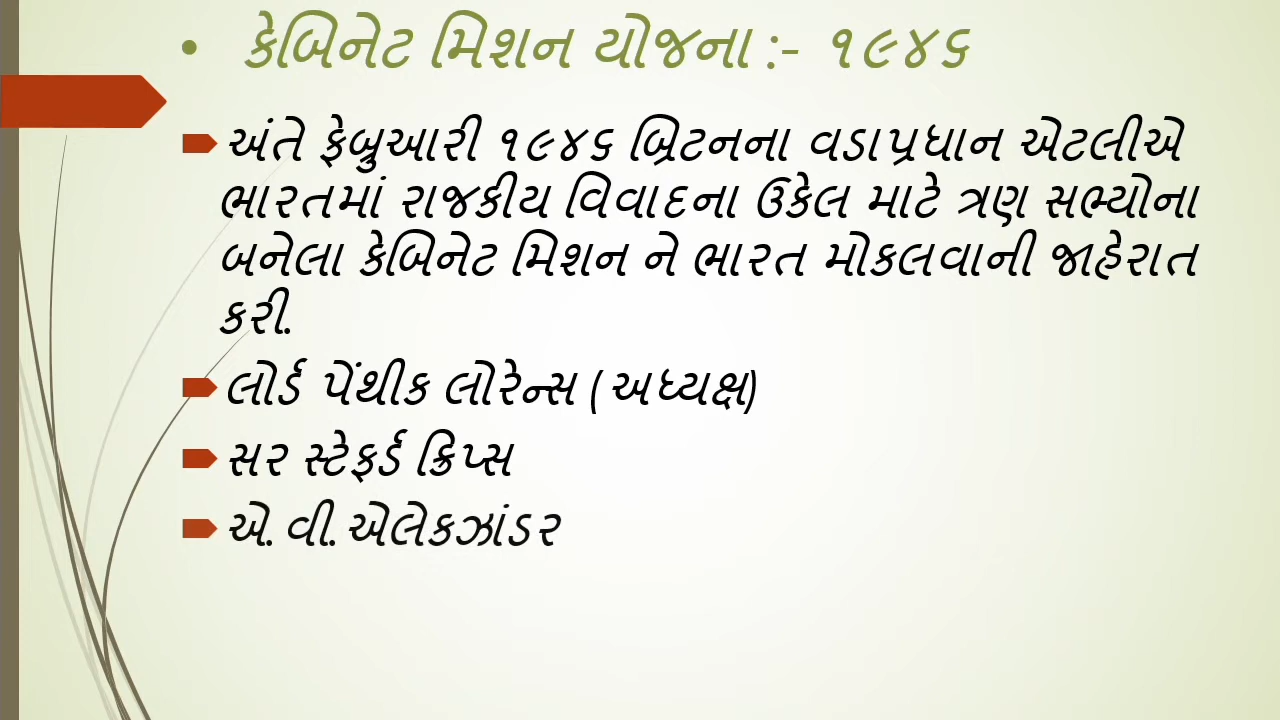 • કેબિનેટ મિશન યોજના :- ૧૯૪૬
અંતે ફેબ્રુઆરી ૧૯૪૬ બ્રિટનના વડાપ્રધાન એટલીએ
ભારતમાં રાજકીય વિવાદના ઉકેલ માટે ત્રણ સભ્યોના
બનેલા કેબિનેટ મિશન ને ભારત મોકલવાની જાહેરાત
કરી.
લોર્ડ પેંથીક લોરેન્સ (અધ્યક્ષ)
સર સ્ટેફર્ડ ક્રિપ્સ
એ. વી. એલેકઝાંડર